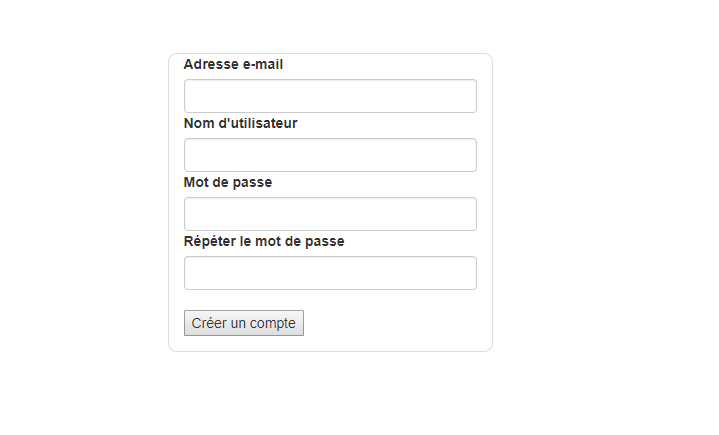 Adresse e-mail
Nom d'utilisateur
Mot de passe
Répéter le mot de passe
Créer un compte